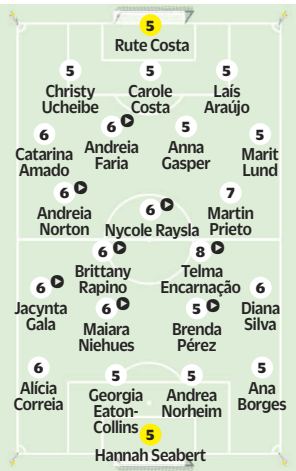 5
Rute Costa
5 5 5
Christy Carole Laís
Ucheibe Costa Araújo
6 6 5 5
Catarina Andreia Anna Marit
Amado Faria Gasper Lund
6 6 7
Andreia Nycole Raysla Martin
Norton Prieto
6 8
Brittany Telma
Rapino Encarnação
6 6 5 6
Jacynta Maiara Brenda Diana
Gala Niehues Pérez Silva
6 5 5 5
Alícia Georgia Andrea Ana
Correia Eaton- Norheim Borges
Collins
5
Hannah Seabert